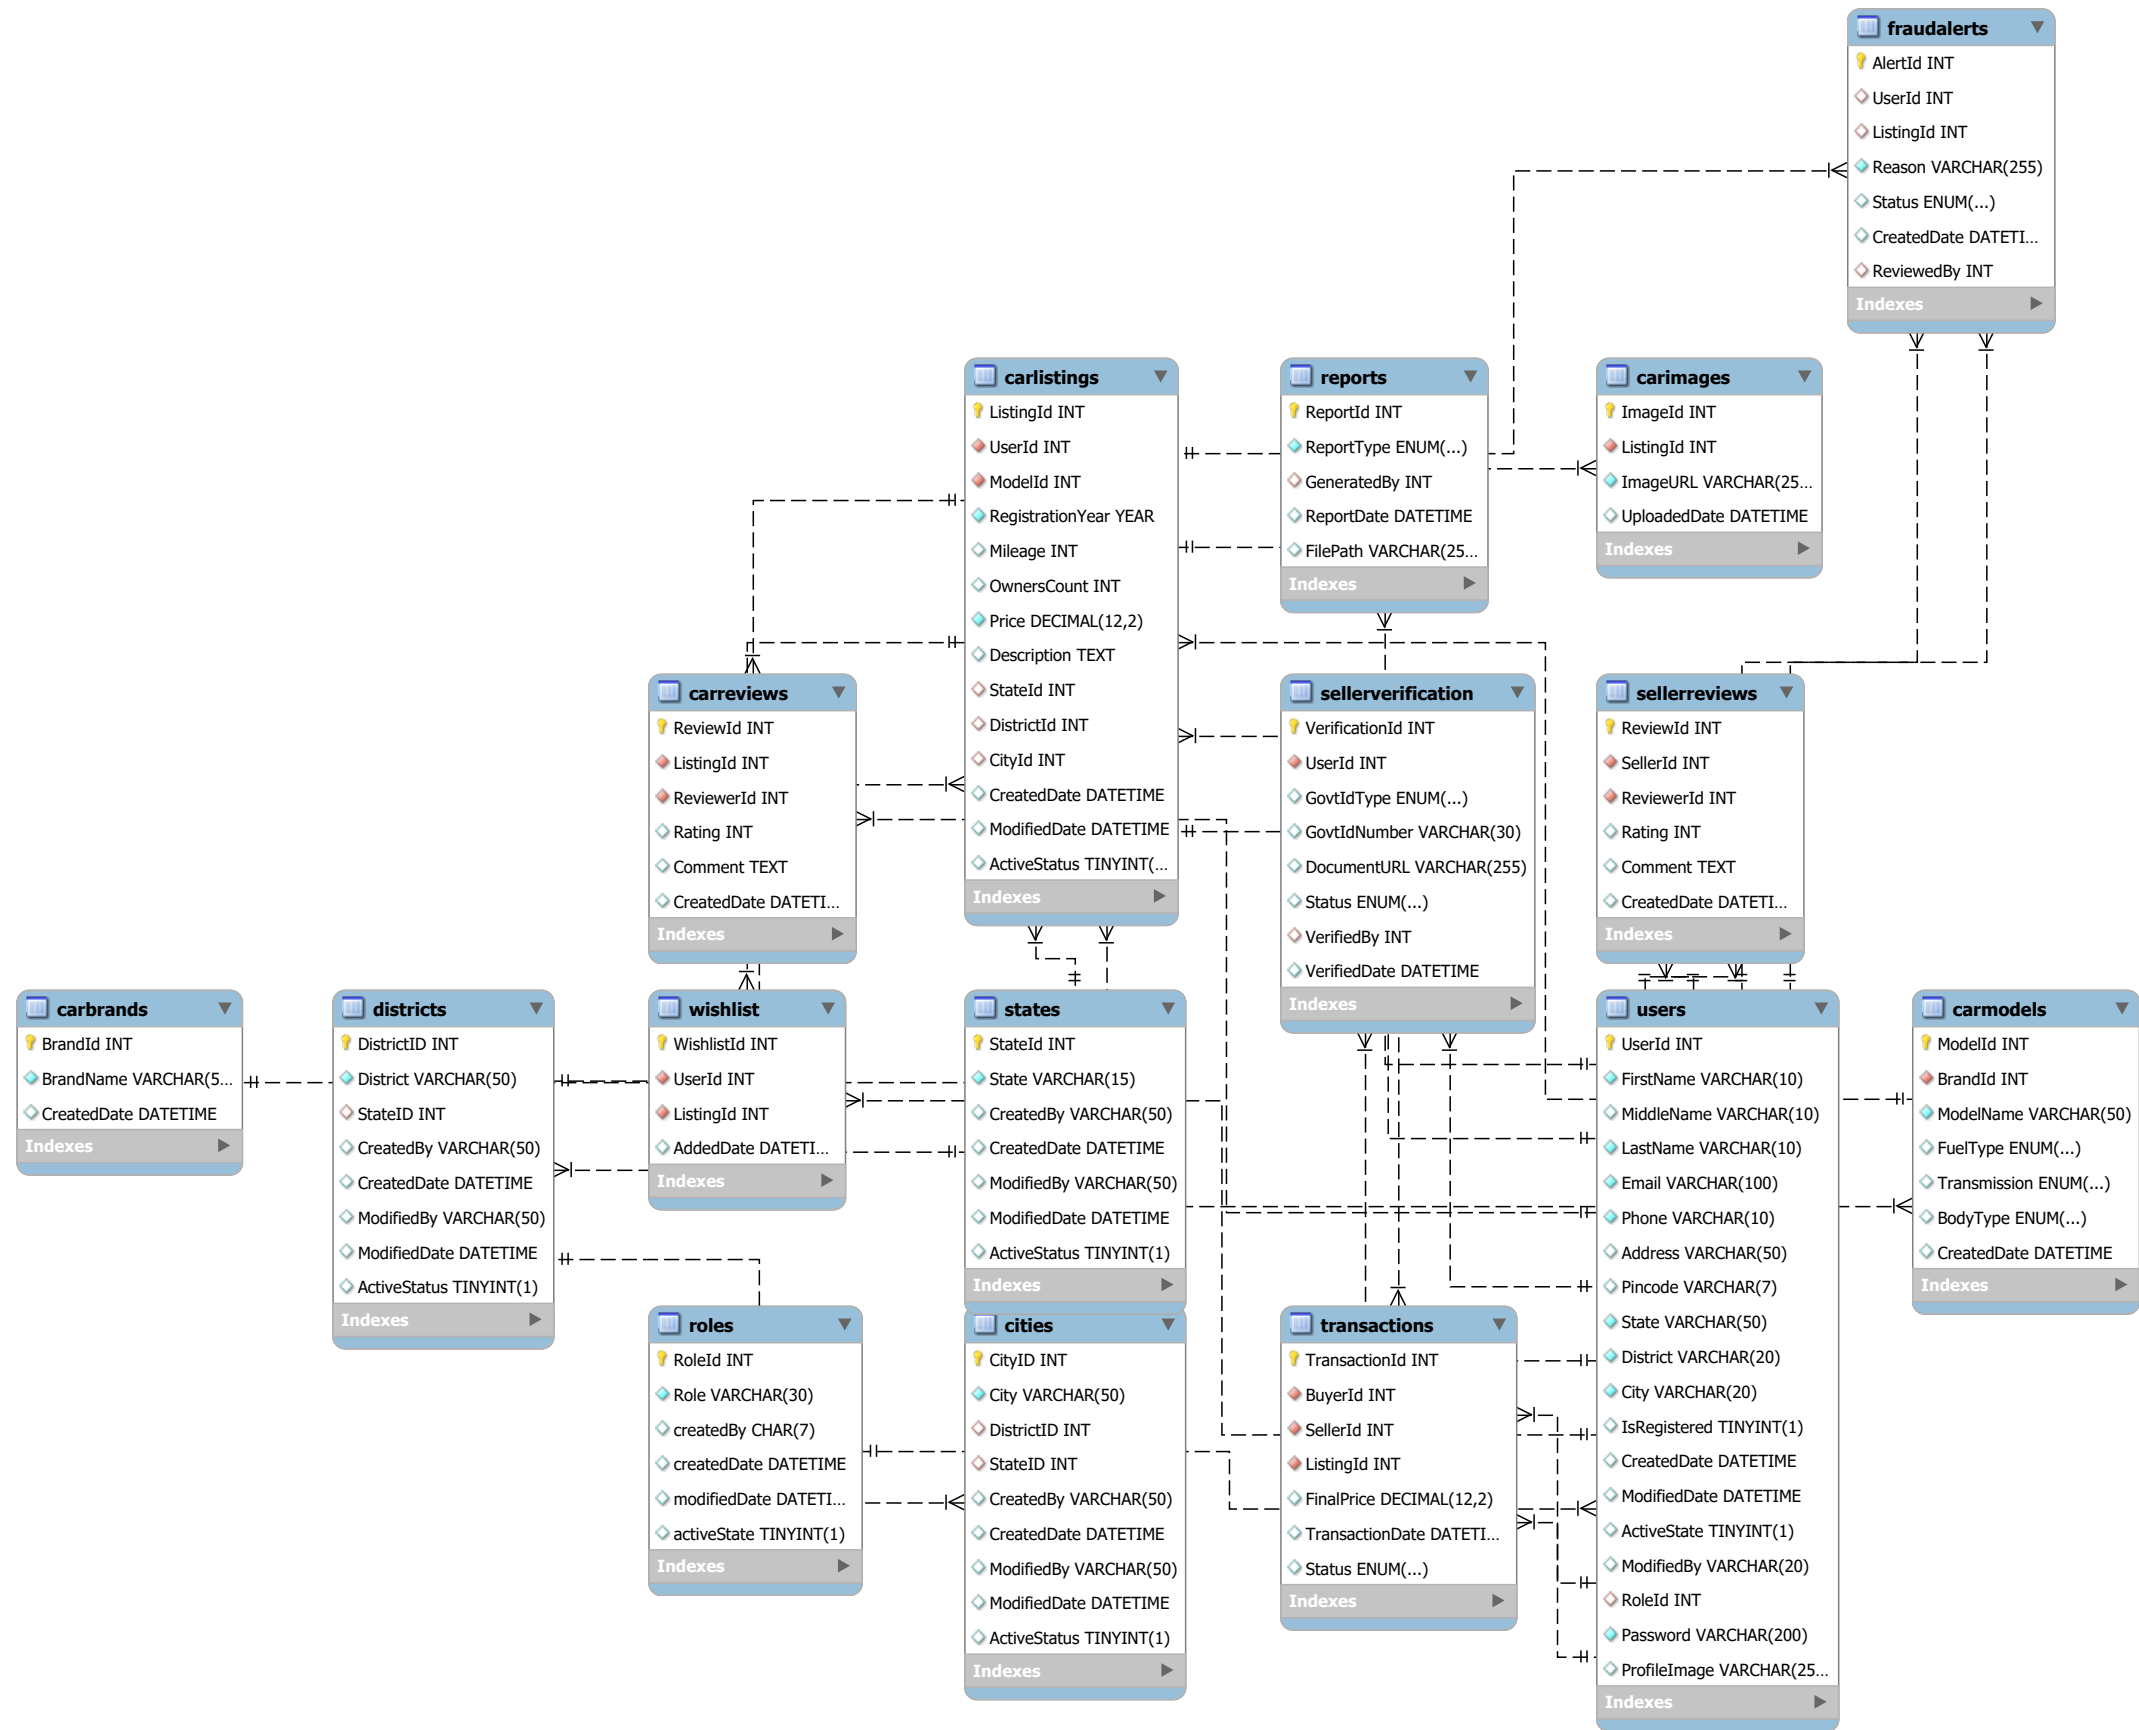 fraudalerts
AlertId INT
UserId INT
ListingId INT
Reason VARCHAR(255)
Status ENUM(...)
CreatedDate DATETI...
ReviewedBy INT
Indexes
carlistings
ListingId INT
UserId INT
ModelId INT
RegistrationYear YEAR
Mileage INT
OwnersCount INT
Price DECIMAL(12,2)
Description TEXT
StateId INT
DistrictId INT
CityId INT
CreatedDate DATETIME
ModifiedDate DATETIME
ActiveStatus TINYINT(...
Indexes
reports
ReportId INT
ReportType ENUM(...)
GeneratedBy INT
ReportDate DATETIME
FilePath VARCHAR(25...
Indexes
carimages
ImageId INT
ListingId INT
ImageURL VARCHAR(25...
UploadedDate DATETIME
Indexes
carreviews
ReviewId INT
ListingId INT
ReviewerId INT
Rating INT
Comment TEXT
CreatedDate DATETI...
Indexes
sellerverification
VerificationId INT
UserId INT
GovtIdType ENUM(...)
GovtIdNumber VARCHAR(30)
DocumentURL VARCHAR(255)
Status ENUM(...)
VerifiedBy INT
VerifiedDate DATETIME
Indexes
sellerreviews
ReviewId INT
SellerId INT
ReviewerId INT
Rating INT
Comment TEXT
CreatedDate DATETI...
Indexes
carbrands
BrandId INT
BrandName VARCHAR(5...
CreatedDate DATETIME
Indexes
districts
DistrictID INT
District VARCHAR(50)
StateID INT
CreatedBy VARCHAR(50)
CreatedDate DATETIME
ModifiedBy VARCHAR(50)
ModifiedDate DATETIME
ActiveStatus TINYINT(1)
Indexes
wishlist
WishlistId INT
UserId INT
ListingId INT
AddedDate DATETI...
Indexes
states
StateId INT
State VARCHAR(15)
CreatedBy VARCHAR(50)
CreatedDate DATETIME
ModifiedBy VARCHAR(50)
ModifiedDate DATETIME
ActiveStatus TINYINT(1)
Indexes
users
UserId INT
FirstName VARCHAR(10)
MiddleName VARCHAR(10)
LastName VARCHAR(10)
Email VARCHAR(100)
Phone VARCHAR(10)
Address VARCHAR(50)
Pincode VARCHAR(7)
State VARCHAR(50)
District VARCHAR(20)
City VARCHAR(20)
IsRegistered TINYINT(1)
CreatedDate DATETIME
ModifiedDate DATETIME
ActiveState TINYINT(1)
ModifiedBy VARCHAR(20)
RoleId INT
Password VARCHAR(200)
ProfileImage VARCHAR(25...
Indexes
carmodels
ModelId INT
BrandId INT
ModelName VARCHAR(50)
FuelType ENUM(...)
Transmission ENUM(...)
BodyType ENUM(...)
CreatedDate DATETIME
Indexes
roles
RoleId INT
Role VARCHAR(30)
createdBy CHAR(7)
createdDate DATETIME
modifiedDate DATETI...
activeState TINYINT(1)
Indexes
cities
CityID INT
City VARCHAR(50)
DistrictID INT
StateID INT
CreatedBy VARCHAR(50)
CreatedDate DATETIME
ModifiedBy VARCHAR(50)
ModifiedDate DATETIME
ActiveStatus TINYINT(1)
Indexes
transactions
TransactionId INT
BuyerId INT
SellerId INT
ListingId INT
FinalPrice DECIMAL(12,2)
TransactionDate DATETI...
Status ENUM(...)
Indexes